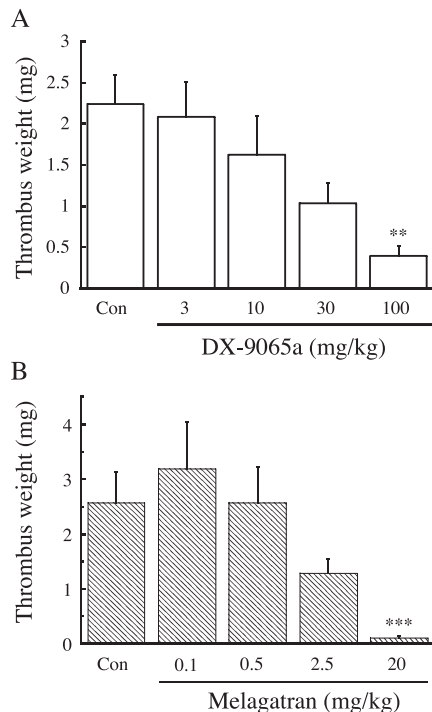 A
Thrombus weight (mg)
3
2.5
2
1.5
1
0.5
0
**
Con 3 10 30 100
DX-9065a (mg/kg)
B
Thrombus weight (mg)
4
3
2
1
0
***
Con 0.1 0.5 2.5 20
Melagatran (mg/kg)